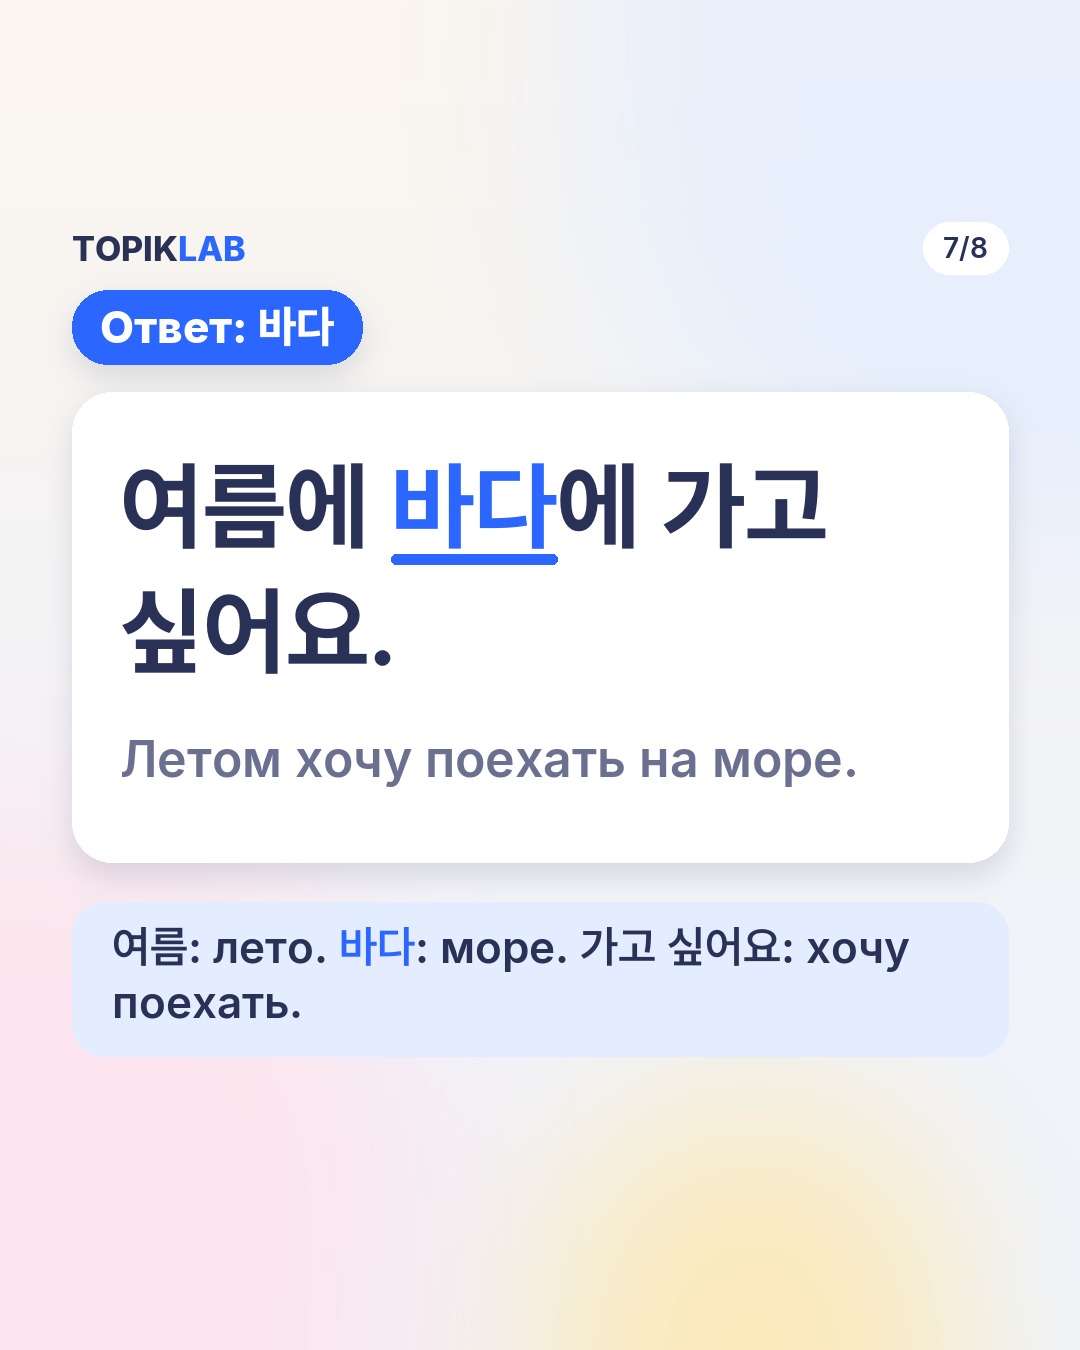 TOPIKLAB
7/8
Ответ: 바다
여름에 바다에 가고
싶어요.
Летом хочу поехать на море.
여름: лето. 바다: море. 가고 싶어요: хочу
поехать.